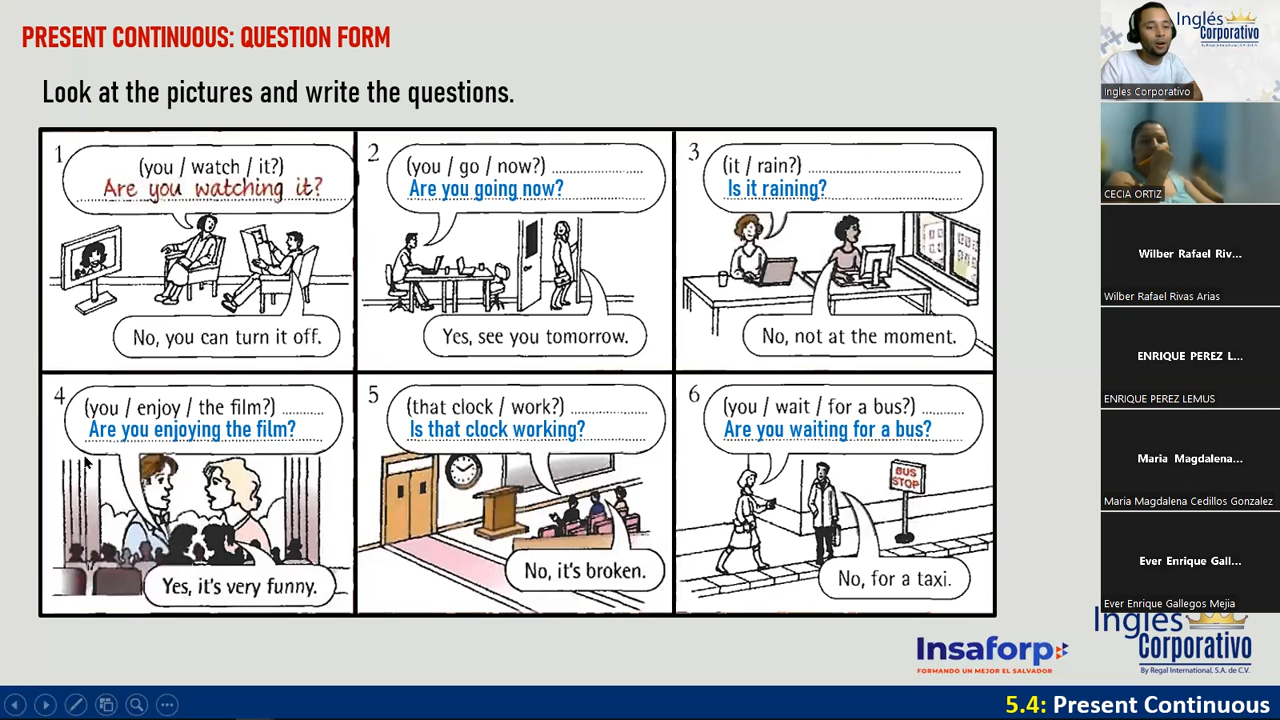 PRESENT CONTINUOUS: QUESTION FORM
Look at the pictures and write the questions.
1
(you / watch / it?)
Are you watching it?
No, you can turn it off.
2
(you / go / now?)
Are you going now?
Yes, see you tomorrow.
3
(it / rain?)
Is it raining?
No, not at the moment.
4
(you / enjoy / the film?)
Are you enjoying the film?
Yes, it's very funny.
5
(that clock / work?)
Is that clock working?
No, it's broken.
6
(you / wait / for a bus?)
Are you waiting for a bus?
BUS
STOP
No, for a taxi.
Insaforp
FORMANDO UN MEJOR EL SALVADOR
Inglés
Corporativo
By Regal International, S.A. de C.V.
5.4: Present Continuous
Inglés
Corporativo
Ingles Corporativo
CECIA ORTIZ
Wilber Rafael Riv...
Wilber Rafael Rivas Arias
ENRIQUE PEREZ L...
ENRIQUE PEREZ LEMUS
Maria Magdalena...
Maria Magdalena Cedillos Gonzalez
Ever Enrique Gall...
Ever Enrique Gallegos Mejia